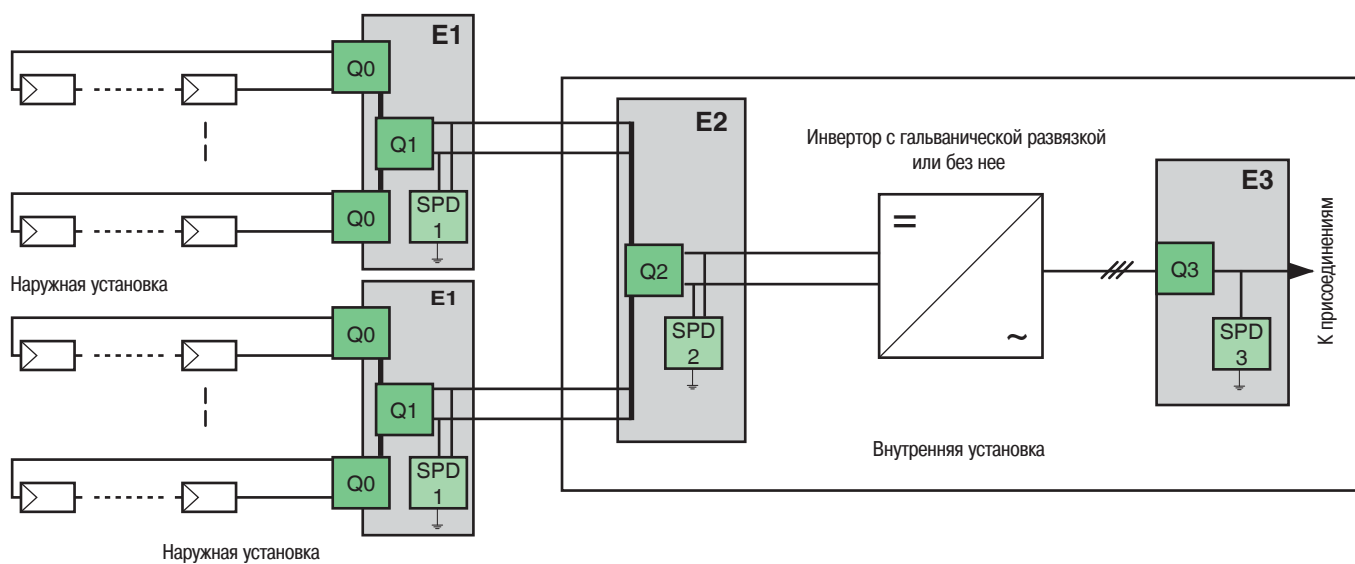 E1
Q0
Q1
Q0
SPD
1
Наружная установка
E1
Q0
Q1
Q0
SPD
1
Наружная установка
E2
Q2
SPD
2
Инвертор с гальванической развязкой
или без нее
=
~
E3
Q3
SPD
3
К присоединениям
Внутренняя установка